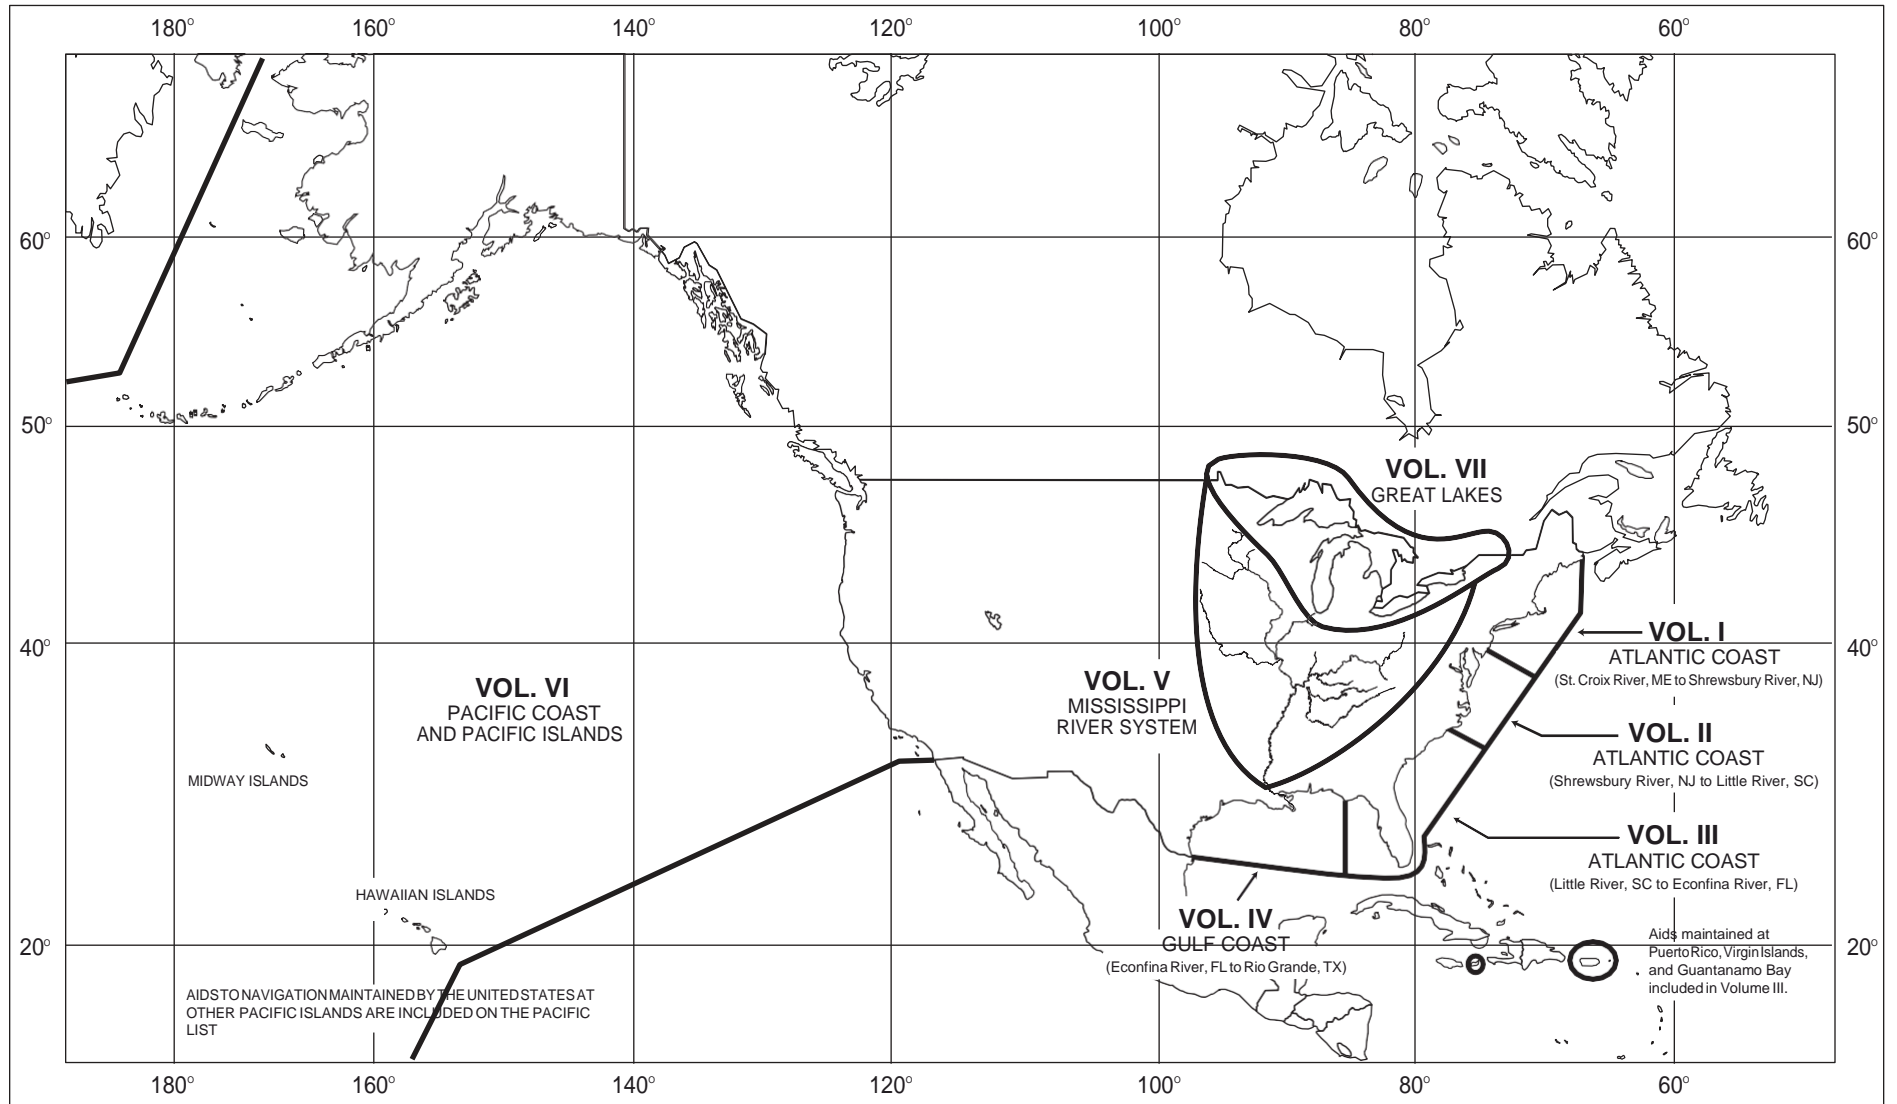 180° 160° 140° 120° 100° 80° 60°
60° 60°
50° 50°
VOL. VII
GREAT LAKES
40° 40°
VOL. I
ATLANTIC COAST
(St. Croix River, ME to Shrewsbury River, NJ)
VOL. V
MISSISSIPPI
RIVER SYSTEM
VOL. VI
PACIFIC COAST
AND PACIFIC ISLANDS
VOL. II
ATLANTIC COAST
(Shrewsbury River, NJ to Little River, SC)
MIDWAY ISLANDS
VOL. III
ATLANTIC COAST
(Little River, SC to Econfina River, FL)
HAWAIIAN ISLANDS
VOL. IV
GULF COAST
(Econfina River, FL to Rio Grande, TX)
20° 20°
Aids maintained at
Puerto Rico, Virgin Islands,
and Guantanamo Bay
included in Volume III.
AIDS TO NAVIGATION MAINTAINED BY THE UNITED STATES AT
OTHER PACIFIC ISLANDS ARE INCLUDED ON THE PACIFIC
LIST
180° 160° 140° 120° 100° 80° 60°